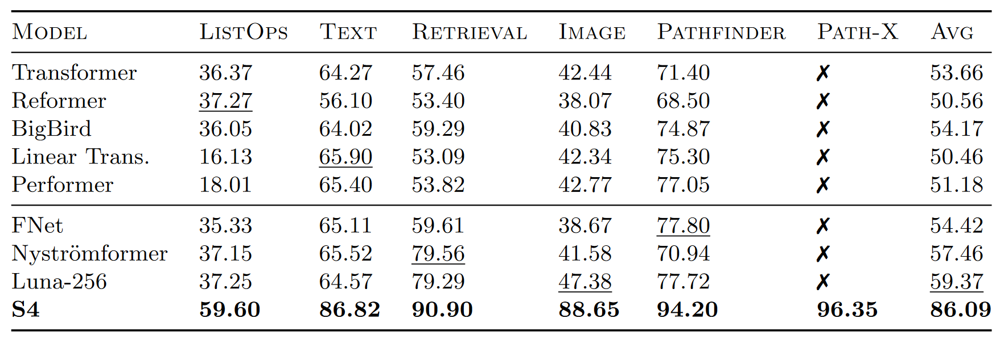 MODEL LISTOPS TEXT RETRIEVAL IMAGE PATHFINDER PATH-X AVG
Transformer 36.37 64.27 57.46 42.44 71.40 ✗ 53.66
Reformer 37.27 56.10 53.40 38.07 68.50 ✗ 50.56
BigBird 36.05 64.02 59.29 40.83 74.87 ✗ 54.17
Linear Trans. 16.13 65.90 53.09 42.34 75.30 ✗ 50.46
Performer 18.01 65.40 53.82 42.77 77.05 ✗ 51.18
FNet 35.33 65.11 59.61 38.67 77.80 ✗ 54.42
Nyströmformer 37.15 65.52 79.56 41.58 70.94 ✗ 57.46
Luna-256 37.25 64.57 79.29 47.38 77.72 ✗ 59.37
S4 59.60 86.82 90.90 88.65 94.20 96.35 86.09